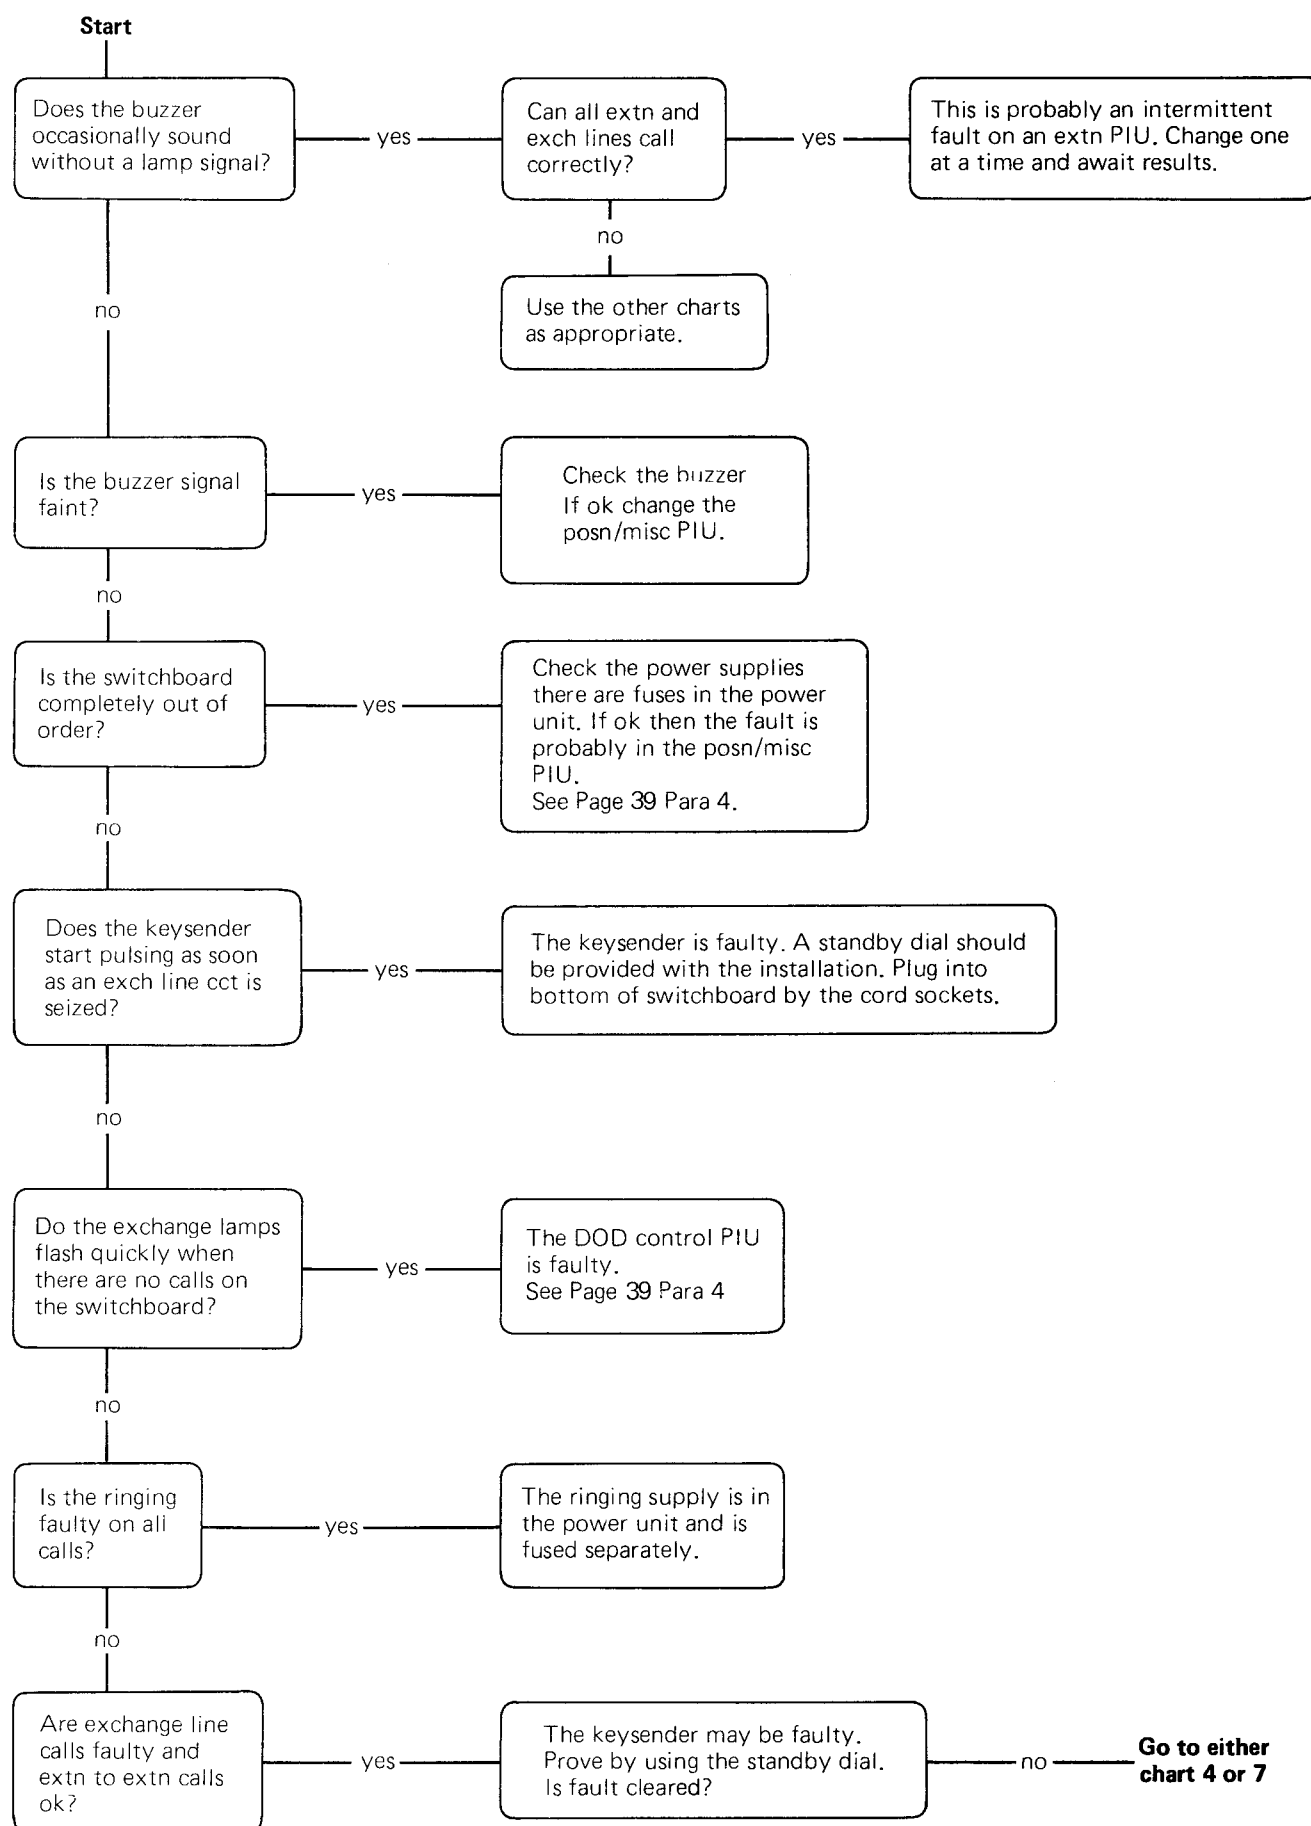 Start
Does the buzzer
occasionally sound
without a lamp signal?
yes
Can all extn and
exch lines call
correctly?
yes
This is probably an intermittent
fault on an extn PIU. Change one
at a time and await results.
no
Use the other charts
as appropriate.
no
Is the buzzer signal
faint?
yes
Check the buzzer
If ok change the
posn/misc PIU.
no
Is the switchboard
completely out of
order?
yes
Check the power supplies
there are fuses in the power
unit. If ok then the fault is
probably in the posn/misc
PIU.
See Page 39 Para 4.
no
Does the keysender
start pulsing as soon
as an exch line cct is
seized?
yes
The keysender is faulty. A standby dial should
be provided with the installation. Plug into
bottom of switchboard by the cord sockets.
no
Do the exchange lamps
flash quickly when
there are no calls on
the switchboard?
yes
The DOD control PIU
is faulty.
See Page 39 Para 4
no
Is the ringing
faulty on all
calls?
yes
The ringing supply is in
the power unit and is
fused separately.
no
Are exchange line
calls faulty and
extn to extn calls
ok?
yes
The keysender may be faulty.
Prove by using the standby dial.
Is fault cleared?
no
Go to either
chart 4 or 7